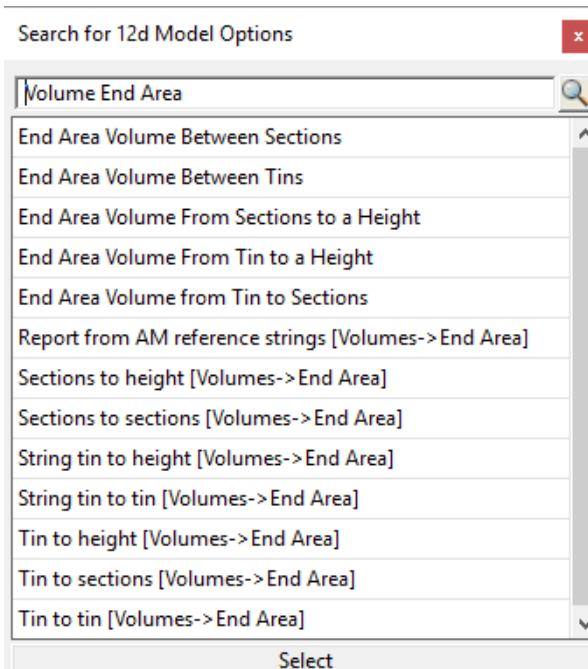 Search for 12d Model Options
x
Volume End Area
End Area Volume Between Sections
End Area Volume Between Tins
End Area Volume From Sections to a Height
End Area Volume From Tin to a Height
End Area Volume from Tin to Sections
Report from AM reference strings [Volumes->End Area]
Sections to height [Volumes->End Area]
Sections to sections [Volumes->End Area]
String tin to height [Volumes->End Area]
String tin to tin [Volumes->End Area]
Tin to height [Volumes->End Area]
Tin to sections [Volumes->End Area]
Tin to tin [Volumes->End Area]
Select